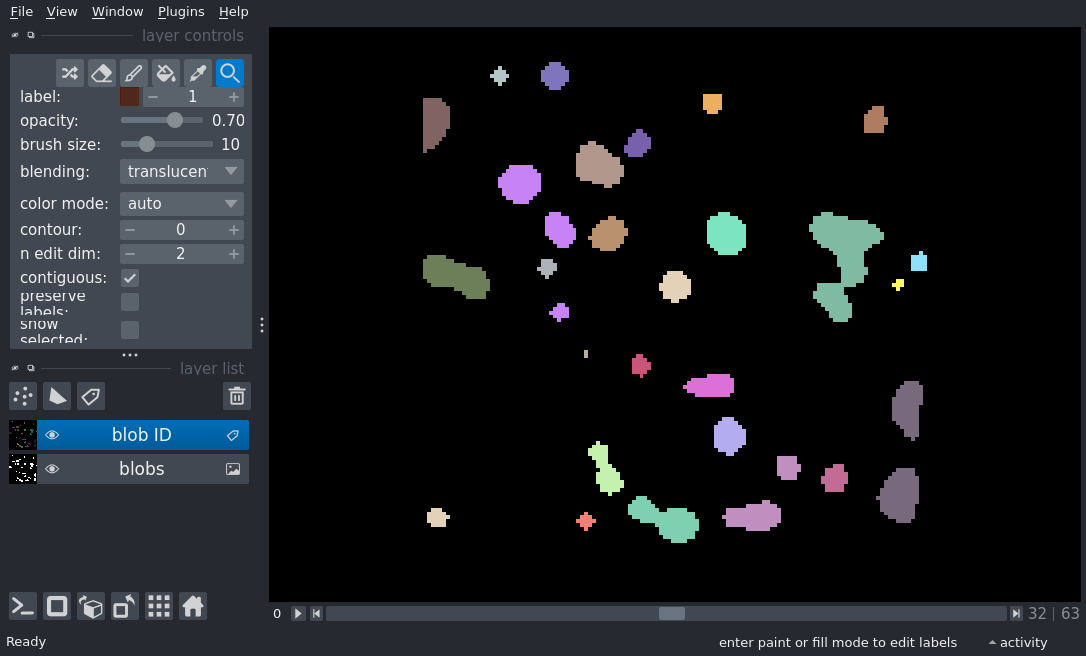 File View Window Plugins Help
layer controls
label: 1
opacity: 0.70
brush size: 10
blending: translucen
color mode: auto
contour: 0
n edit dim: 2
contiguous:
preserve
labels:
show
selected:
layer list
blob ID
blobs
0 32 | 63
Ready enter paint or fill mode to edit labels activity